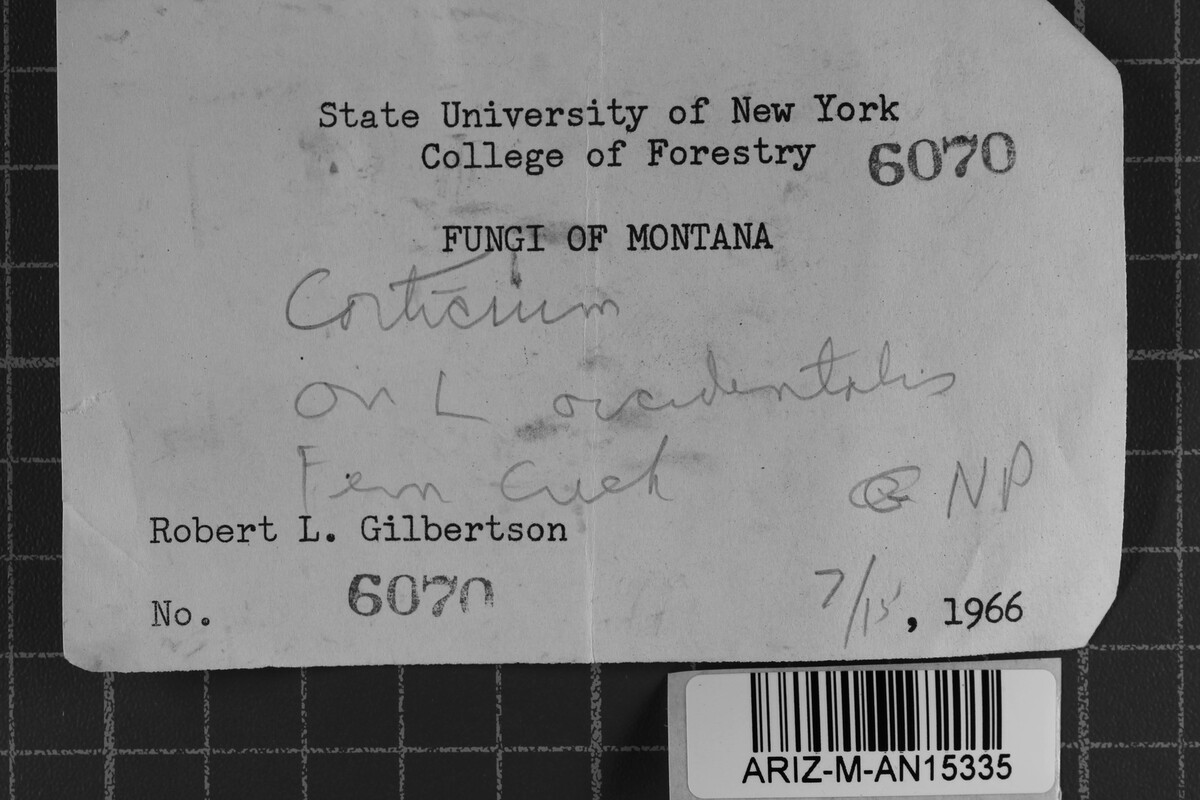 State University of New York
College of Forestry 6070
FUNGI OF MONTANA
Corticium
on L occidentalis
Fern Creek NP
Robert L. Gilbertson
No. 6070 7/15, 1966
ARIZ-M-AN15335